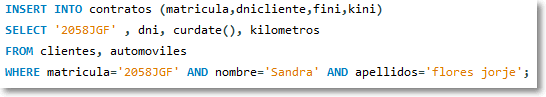 INSERT INTO contratos (matricula,dnicliente,fini,kini)
SELECT '2058JGF' , dni, curdate(), kilometros
FROM clientes, automoviles
WHERE matricula='2058JGF' AND nombre='Sandra' AND apellidos='flores jorje';